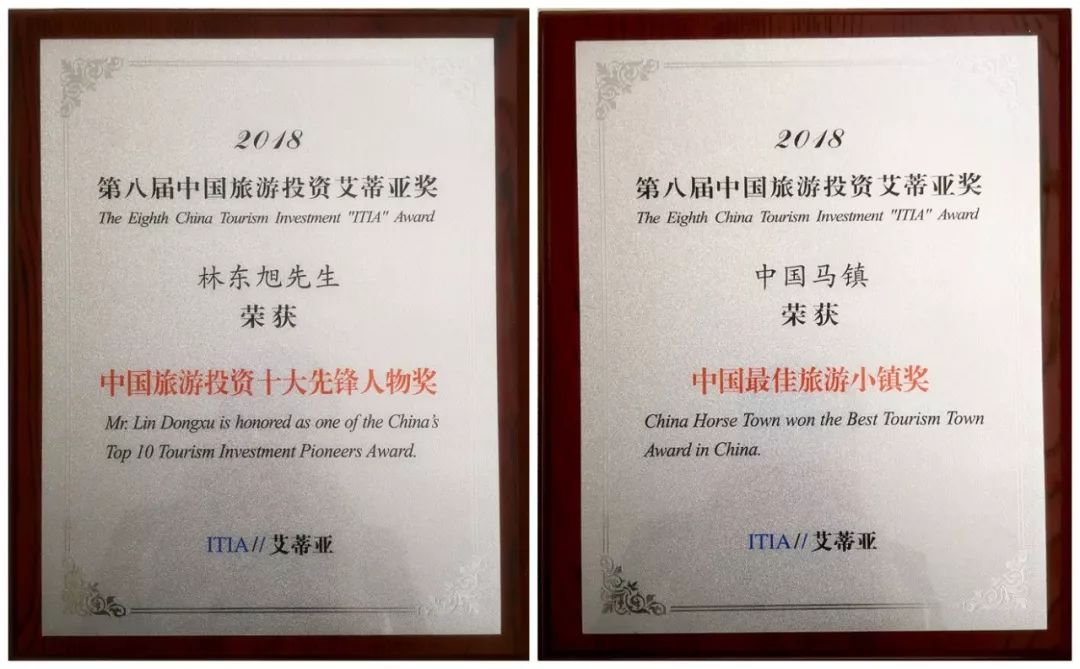 2018
第八届中国旅游投资艾蒂亚奖
The Eighth China Tourism Investment "ITIA" Award
林东旭先生
荣获
中国旅游投资十大先锋人物奖
Mr. Lin Dongxu is honored as one of the China's
Top 10 Tourism Investment Pioneers Award.
ITIA//艾蒂亚
2018
第八届中国旅游投资艾蒂亚奖
The Eighth China Tourism Investment "ITIA" Award
中国马镇
荣获
中国最佳旅游小镇奖
China Horse Town won the Best Tourism Town
Award in China.
ITIA//艾蒂亚